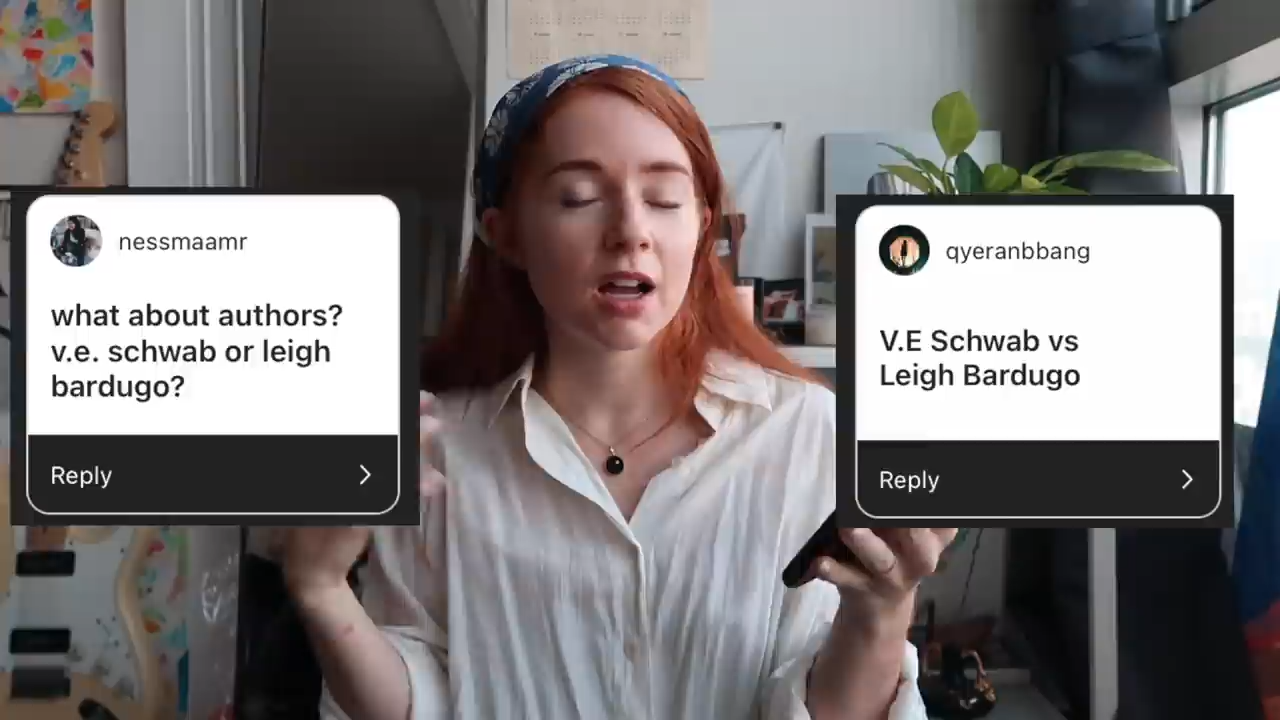 nessmaamr
what about authors?
v.e. schwab or leigh
bardugo?
Reply
qyeranbbang
V.E Schwab vs
Leigh Bardugo
Reply